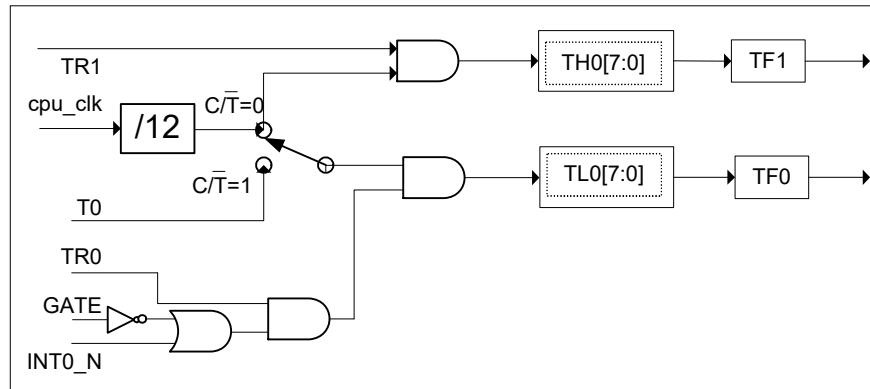 TR1
TH0[7:0]
TF1
cpu_clk
/12
C/T̅=0
C/T̅=1
TL0[7:0]
TF0
T0
TR0
GATE
INT0_N